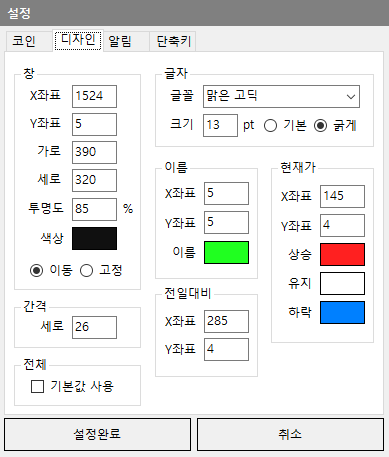 설정
코인 디자인 알림 단축키
창
X좌표 1524
Y좌표 5
가로 390
세로 320
투명도 85 %
색상
이동 고정
간격
세로 26
전체
기본값 사용
글자
글꼴 맑은 고딕
크기 13 pt 기본 굵게
이름
X좌표 5
Y좌표 5
이름
전일대비
X좌표 285
Y좌표 4
현재가
X좌표 145
Y좌표 4
상승
유지
하락
설정완료 취소